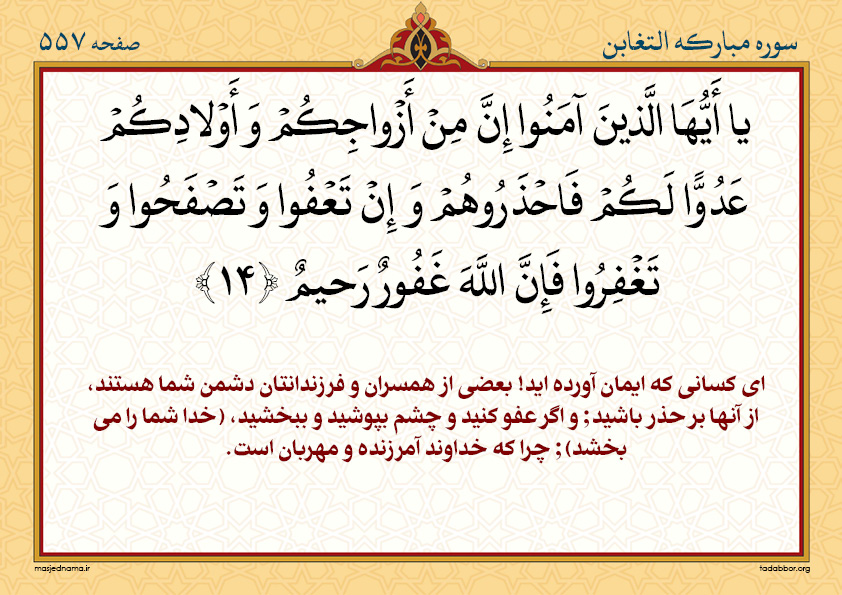 سوره مبارکه التغابن
صفحه ۵۵۷
يا أَيُّهَا الَّذينَ آمَنُوا إِنَّ مِنْ أَزْواجِكُمْ وَ أَوْلادِكُمْ
عَدُوًّا لَكُمْ فَاحْذَرُوهُمْ وَ إِنْ تَعْفُوا وَ تَصْفَحُوا وَ
تَغْفِرُوا فَإِنَّ اللَّهَ غَفُورٌ رَحيمٌ ﴿۱۴﴾
ای کسانی که ایمان آورده اید! بعضی از همسران و فرزندانتان دشمن شما هستند،
از آنها بر حذر باشید; و اگر عفو کنید و چشم بپوشید و ببخشید، (خدا شما را می
بخشد); چرا که خداوند آمرزنده و مهربان است.
masjednama.ir
tadabbor.org